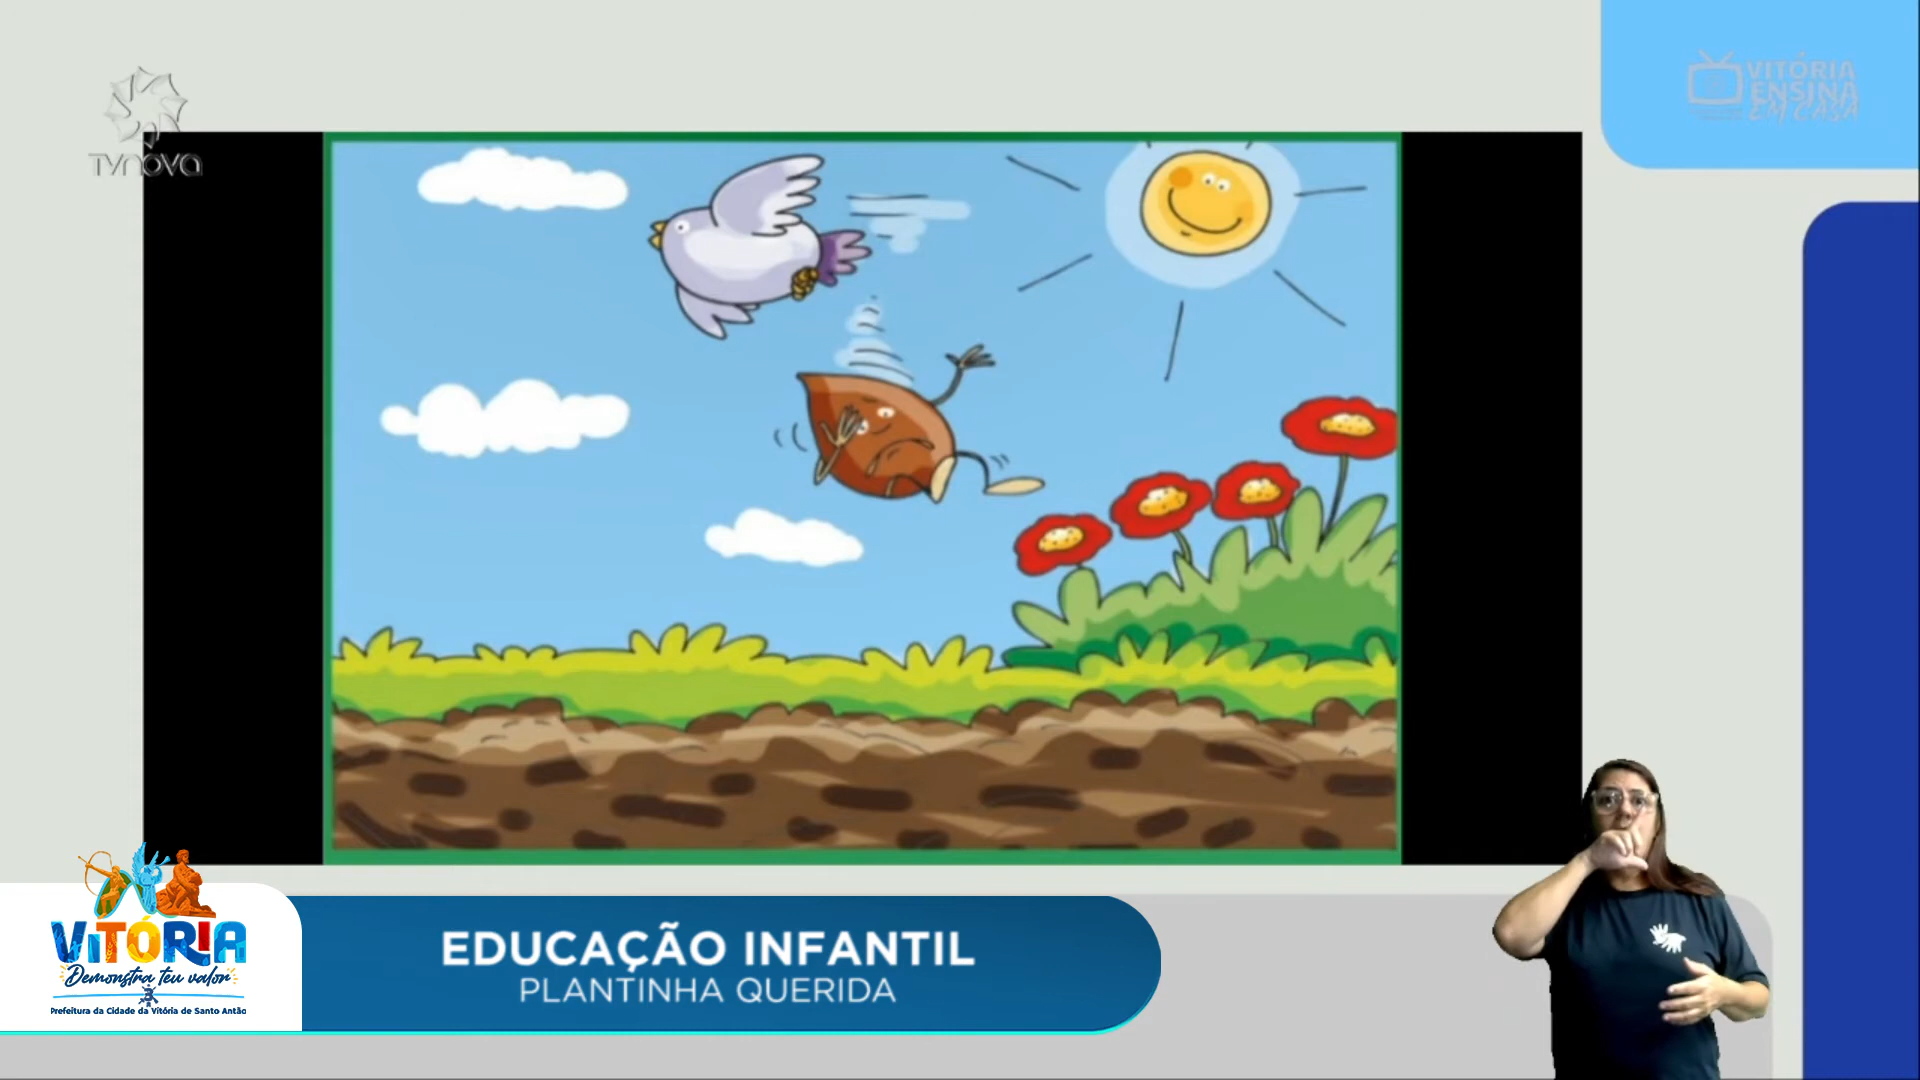 TVNOVA
VITÓRIA
ENSINA
EM CASA
EDUCAÇÃO INFANTIL
PLANTINHA QUERIDA
VITÓRIA
Demonstra teu valor
Prefeitura da Cidade da Vitória de Santo Antão